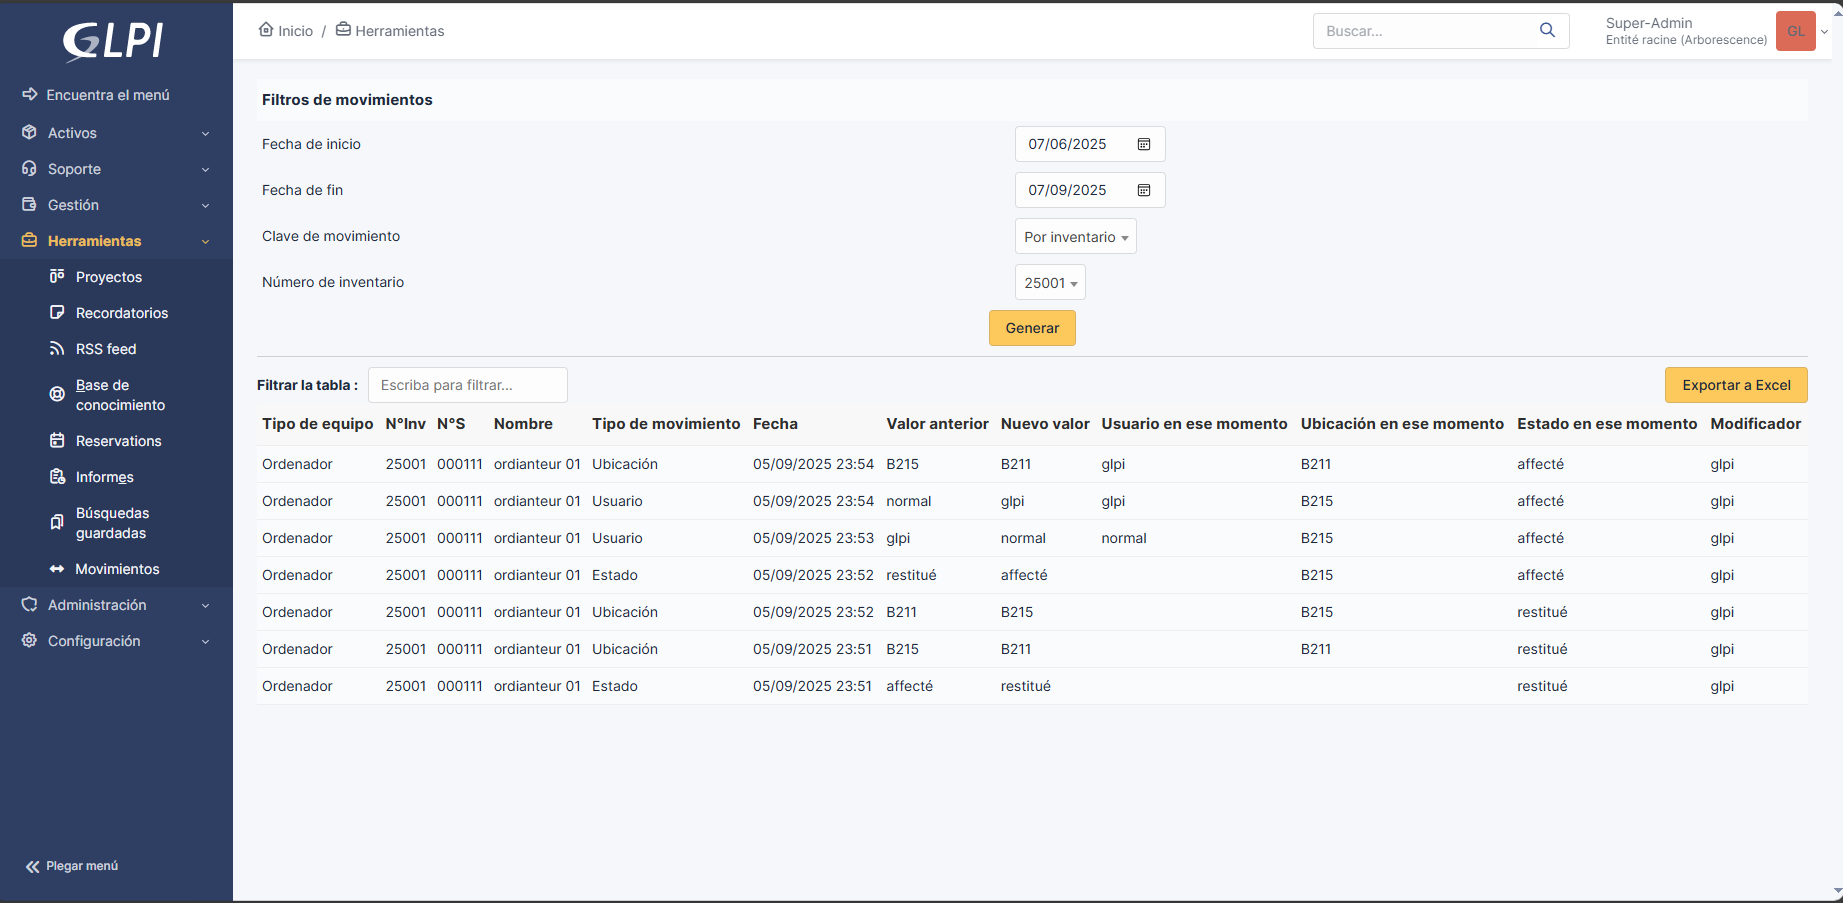 GLPI
Encuentra el menú
Activos
Soporte
Gestión
Herramientas
Proyectos
Recordatorios
RSS feed
Base de
conocimiento
Reservations
Informes
Búsquedas
guardadas
Movimientos
Administración
Configuración
Plegar menú
Inicio / Herramientas
Buscar...
Super-Admin
Entité racine (Arborescence)
GL
Filtros de movimientos
Fecha de inicio 07/06/2025
Fecha de fin 07/09/2025
Clave de movimiento Por inventario
Número de inventario 25001
Generar
Filtrar la tabla : Escriba para filtrar... Exportar a Excel
Tipo de equipo N°Inv N°S Nombre Tipo de movimiento Fecha Valor anterior Nuevo valor Usuario en ese momento Ubicación en ese momento Estado en ese momento Modificador
Ordenador 25001 000111 ordianteur 01 Ubicación 05/09/2025 23:54 B215 B211 glpi B211 affecté glpi
Ordenador 25001 000111 ordianteur 01 Usuario 05/09/2025 23:54 normal glpi glpi B215 affecté glpi
Ordenador 25001 000111 ordianteur 01 Usuario 05/09/2025 23:53 glpi normal normal B215 affecté glpi
Ordenador 25001 000111 ordianteur 01 Estado 05/09/2025 23:52 restitué affecté B215 affecté glpi
Ordenador 25001 000111 ordianteur 01 Ubicación 05/09/2025 23:52 B211 B215 B215 restitué glpi
Ordenador 25001 000111 ordianteur 01 Ubicación 05/09/2025 23:51 B215 B211 B211 restitué glpi
Ordenador 25001 000111 ordianteur 01 Estado 05/09/2025 23:51 affecté restitué restitué glpi